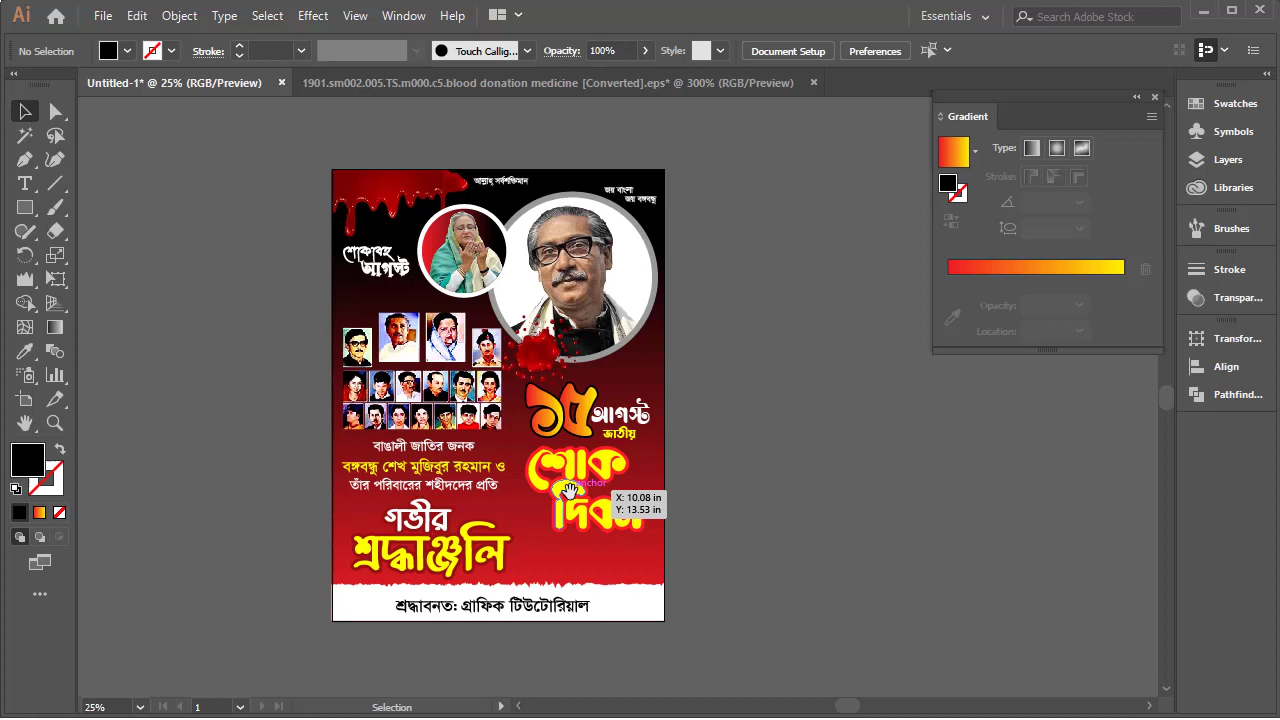 Ai
File Edit Object Type Select Effect View Window Help
Essentials
Search Adobe Stock
No Selection
Stroke:
Touch Callig...
Opacity: 100%
Style:
Document Setup
Preferences
Untitled-1* @ 25% (RGB/Preview)
1901.sm002.005.TS.m000.c5.blood donation medicine [Converted].eps* @ 300% (RGB/Preview)
Gradient
Type:
Stroke:
Opacity:
Location:
Swatches
Symbols
Layers
Libraries
Brushes
Stroke
Transpar...
Transfor...
Align
Pathfind...
আল্লাহ্ সর্বশক্তিমান
জয় বাংলা
জয় বঙ্গবন্ধু
শোকাবহ
আগস্ট
১৫ আগস্ট
জাতীয়
শোক
দিবস
anchor
X: 10.08 in
Y: 13.53 in
বাঙালী জাতির জনক
বঙ্গবন্ধু শেখ মুজিবুর রহমান ও
তাঁর পরিবারের শহীদদের প্রতি
গভীর
শ্রদ্ধাঞ্জলি
শ্রদ্ধাবনত: গ্রাফিক টিউটোরিয়াল
25%
1
Selection